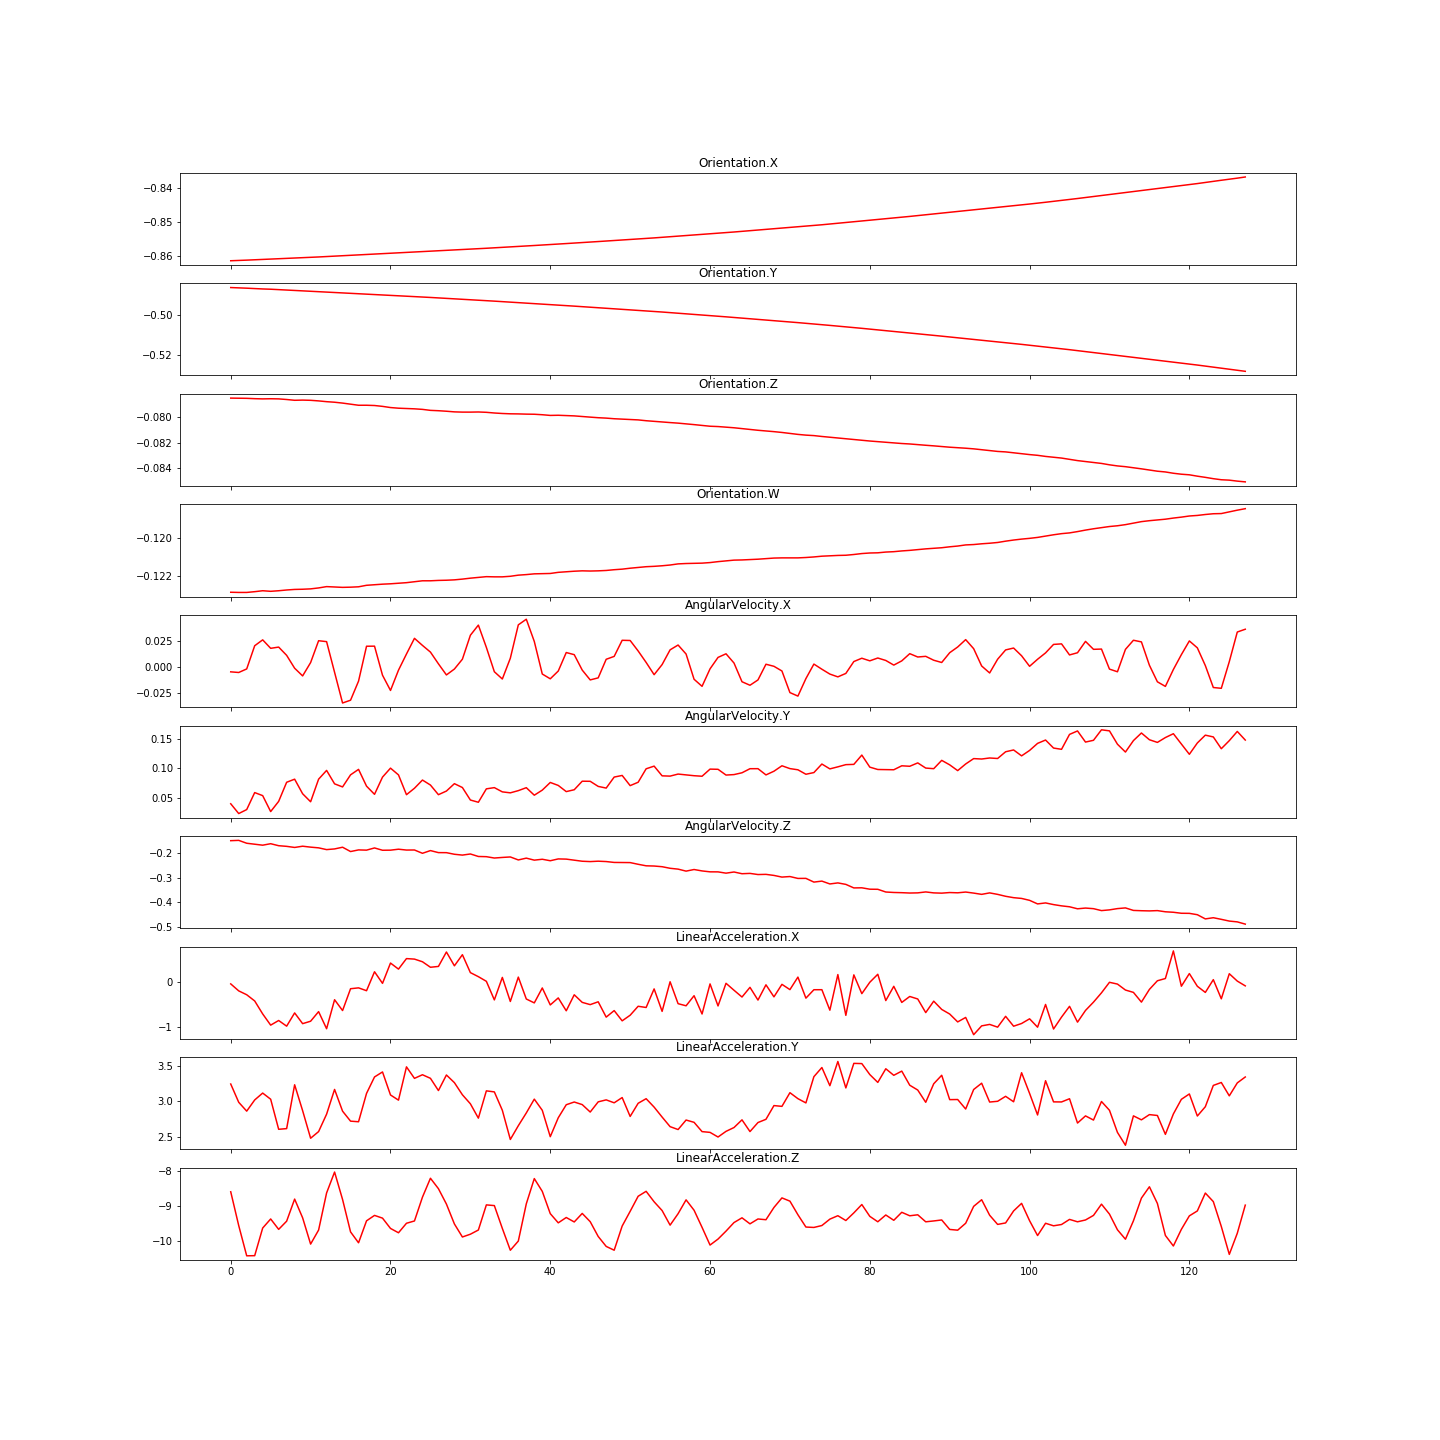 Orientation.X
−0.84
−0.85
−0.86
Orientation.Y
−0.50
−0.52
Orientation.Z
−0.080
−0.082
−0.084
Orientation.W
−0.120
−0.122
AngularVelocity.X
0.025
0.000
−0.025
AngularVelocity.Y
0.15
0.10
0.05
AngularVelocity.Z
−0.2
−0.3
−0.4
−0.5
LinearAcceleration.X
0
−1
LinearAcceleration.Y
3.5
3.0
2.5
LinearAcceleration.Z
−8
−9
−10
0 20 40 60 80 100 120